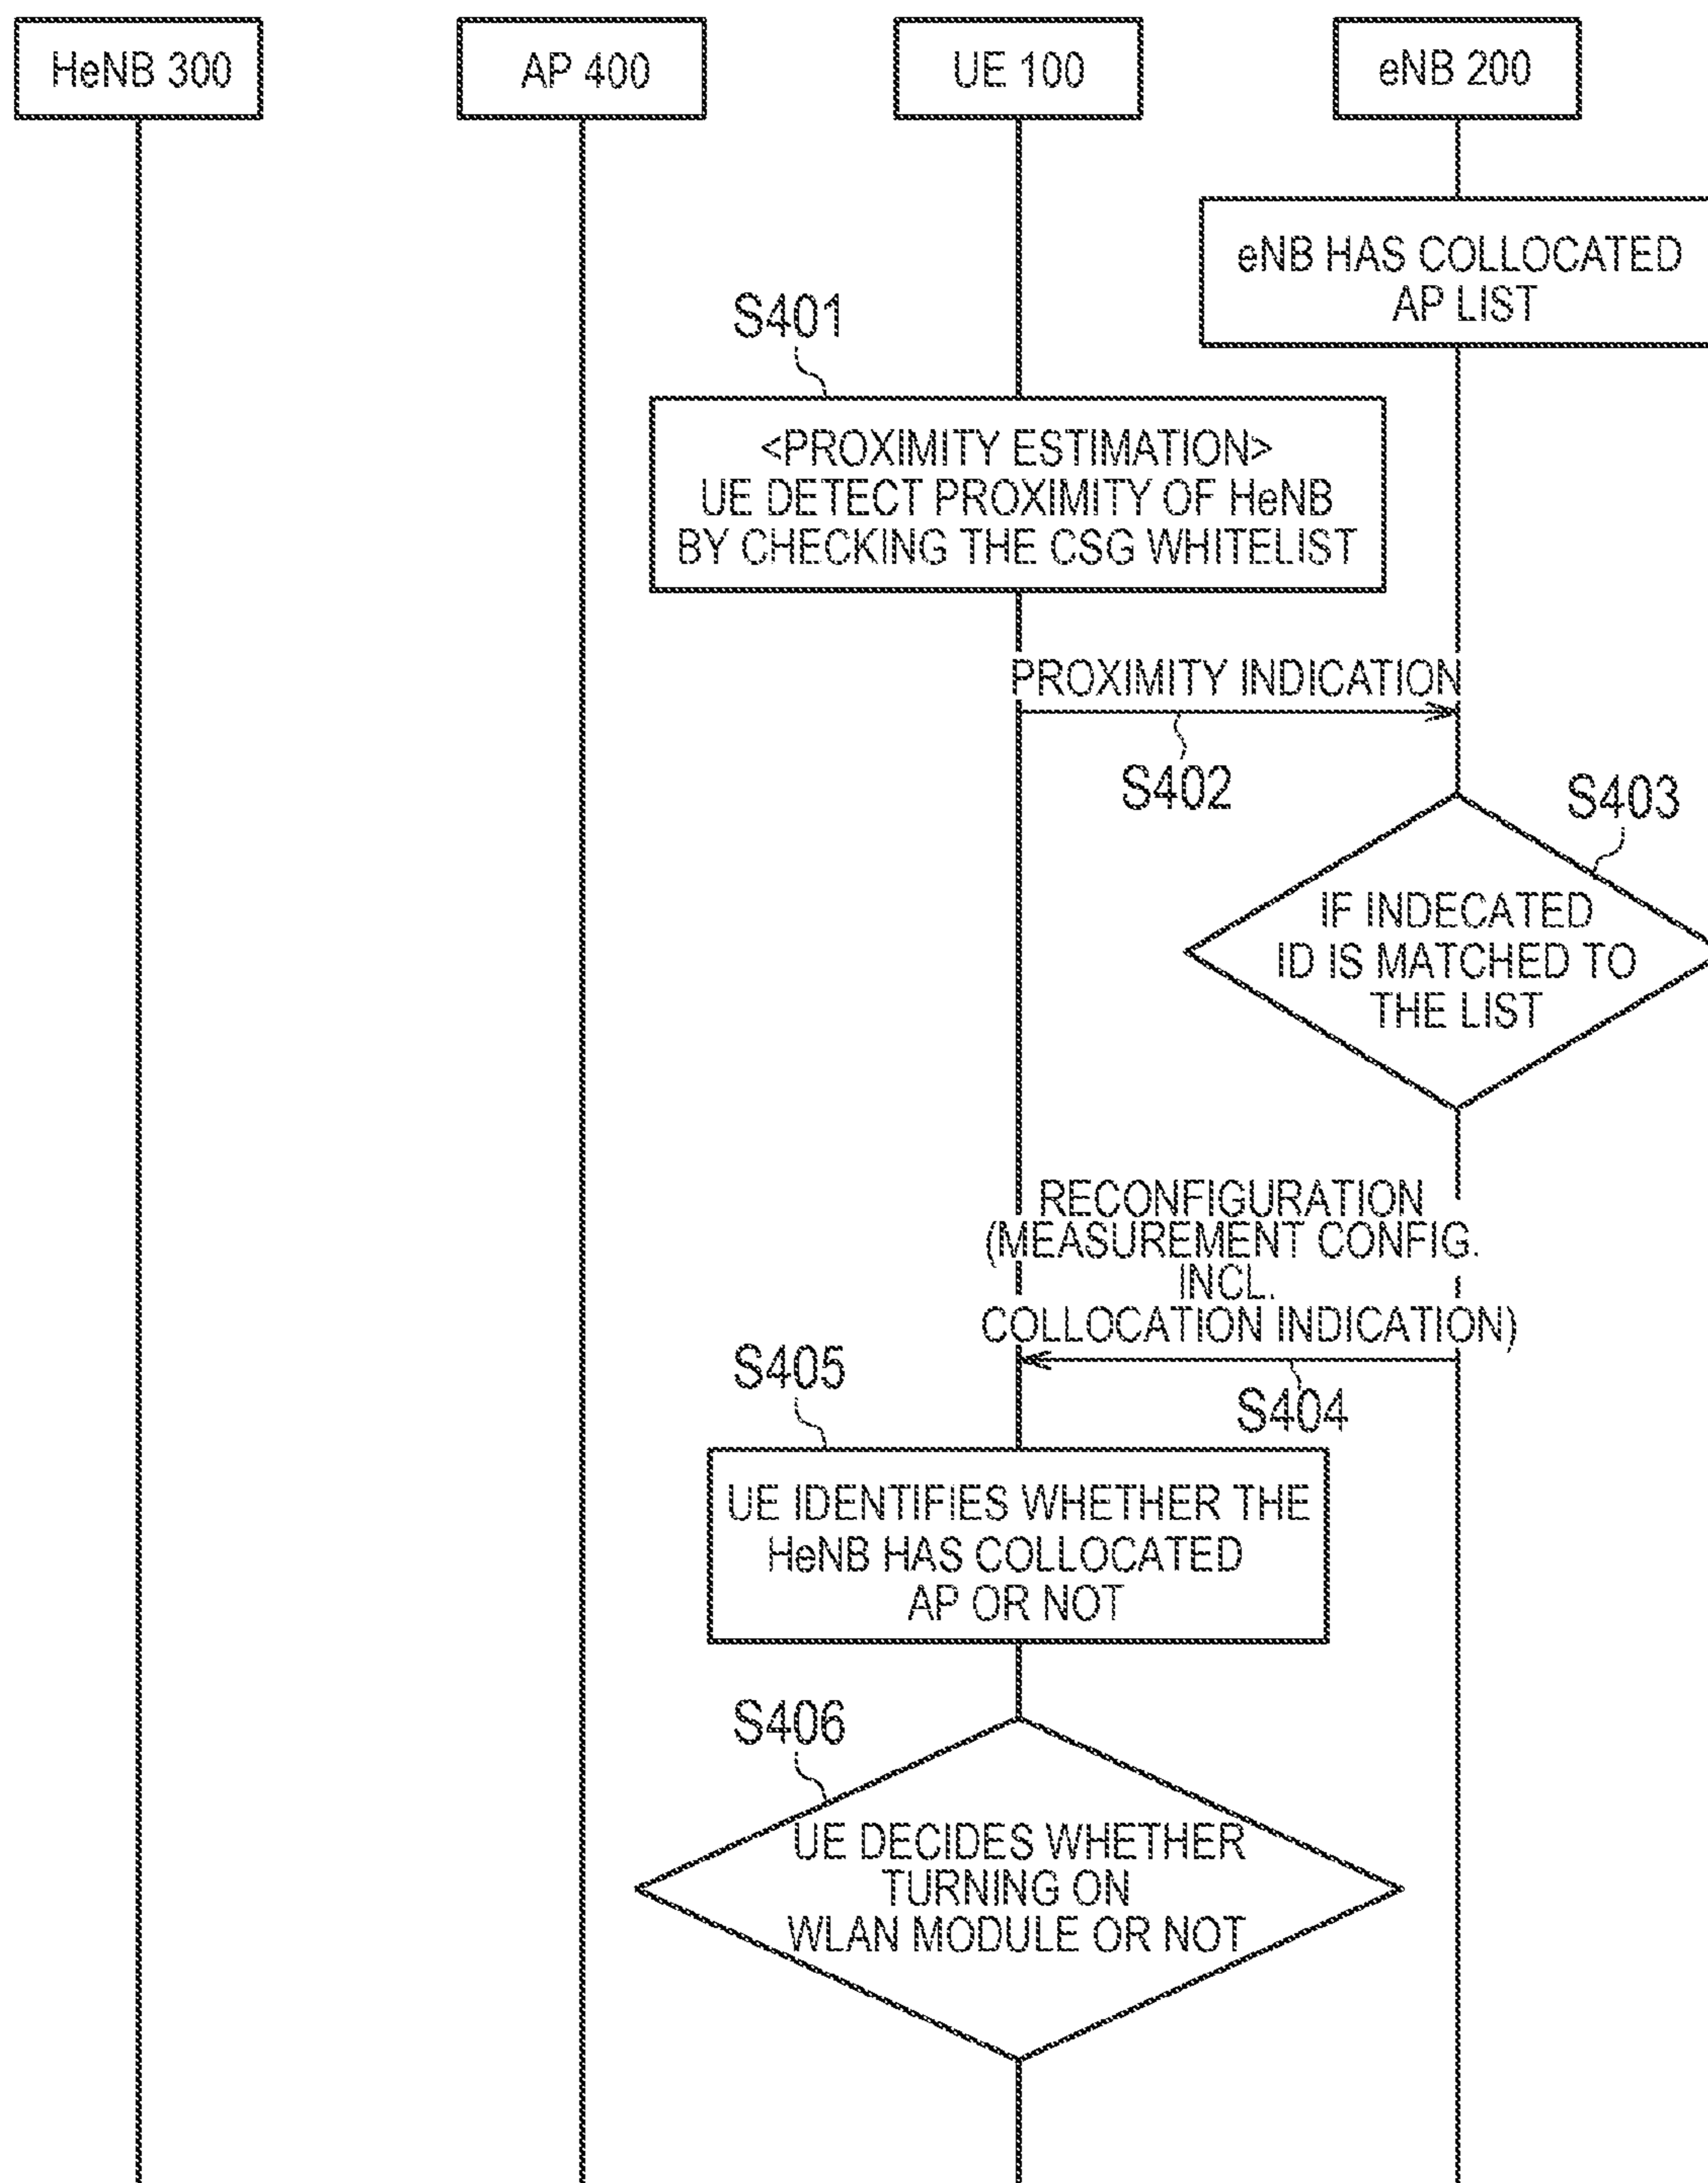 HeNB 300
AP 400
UE 100
eNB 200
eNB HAS COLLOCATED
AP LIST
S401
<PROXIMITY ESTIMATION>
UE DETECT PROXIMITY OF HeNB
BY CHECKING THE CSG WHITELIST
PROXIMITY INDICATION
S402
S403
IF INDECATED
ID IS MATCHED TO
THE LIST
RECONFIGURATION
(MEASUREMENT CONFIG.
INCL.
COLLOCATION INDICATION)
S404
S405
UE IDENTIFIES WHETHER THE
HeNB HAS COLLOCATED
AP OR NOT
S406
UE DECIDES WHETHER
TURNING ON
WLAN MODULE OR NOT